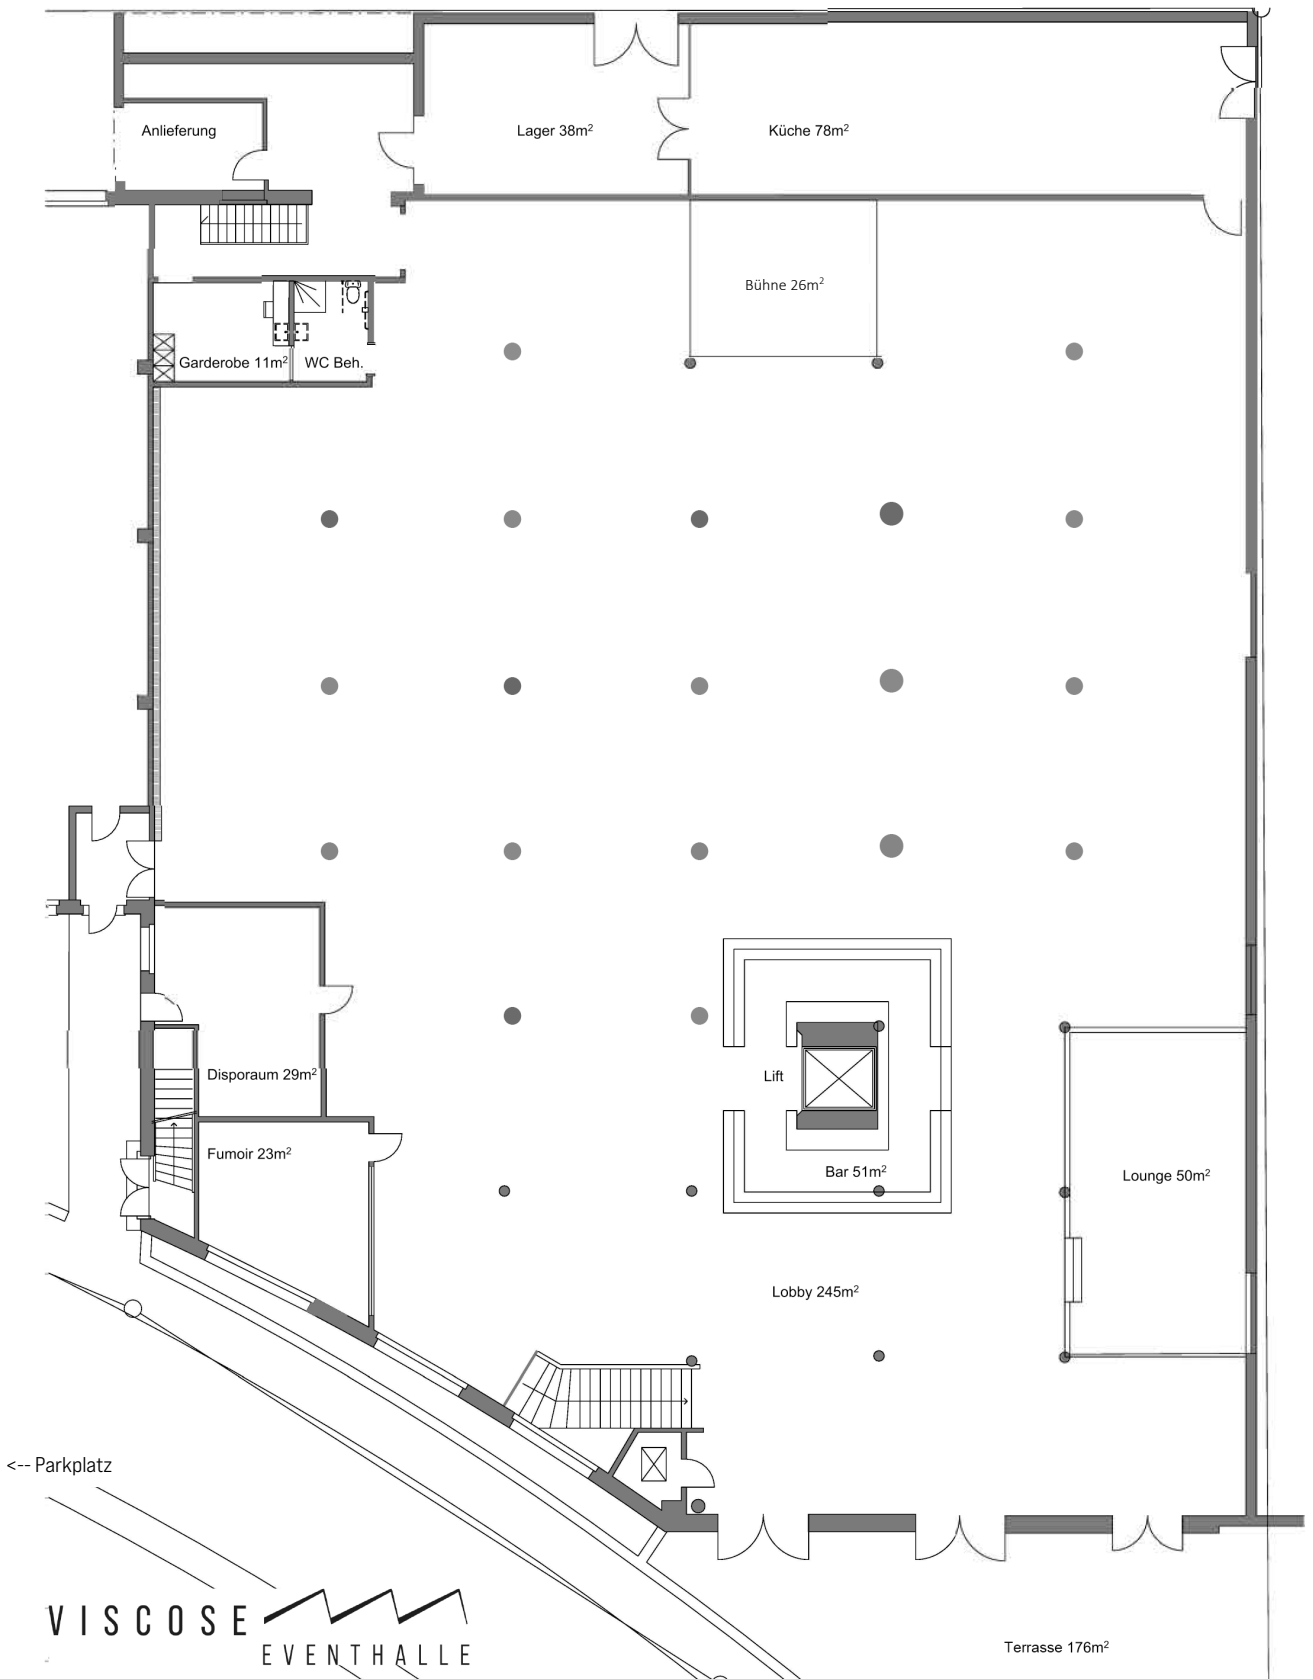 Anlieferung
Lager 38m²
Küche 78m²
Bühne 26m²
Garderobe 11m²
WC Beh.
Disporaum 29m²
Lift
Fumoir 23m²
Bar 51m²
Lounge 50m²
Lobby 245m²
<-- Parkplatz
VISCOSE
EVENTHALLE
Terrasse 176m²